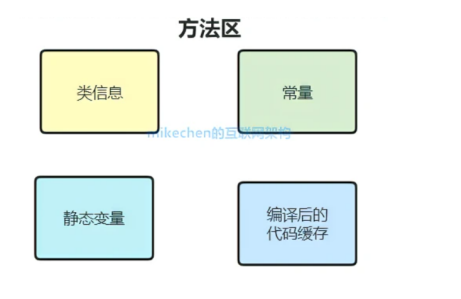 方法区
类信息
常量
mikechen的互联网架构
静态变量
编译后的
代码缓存